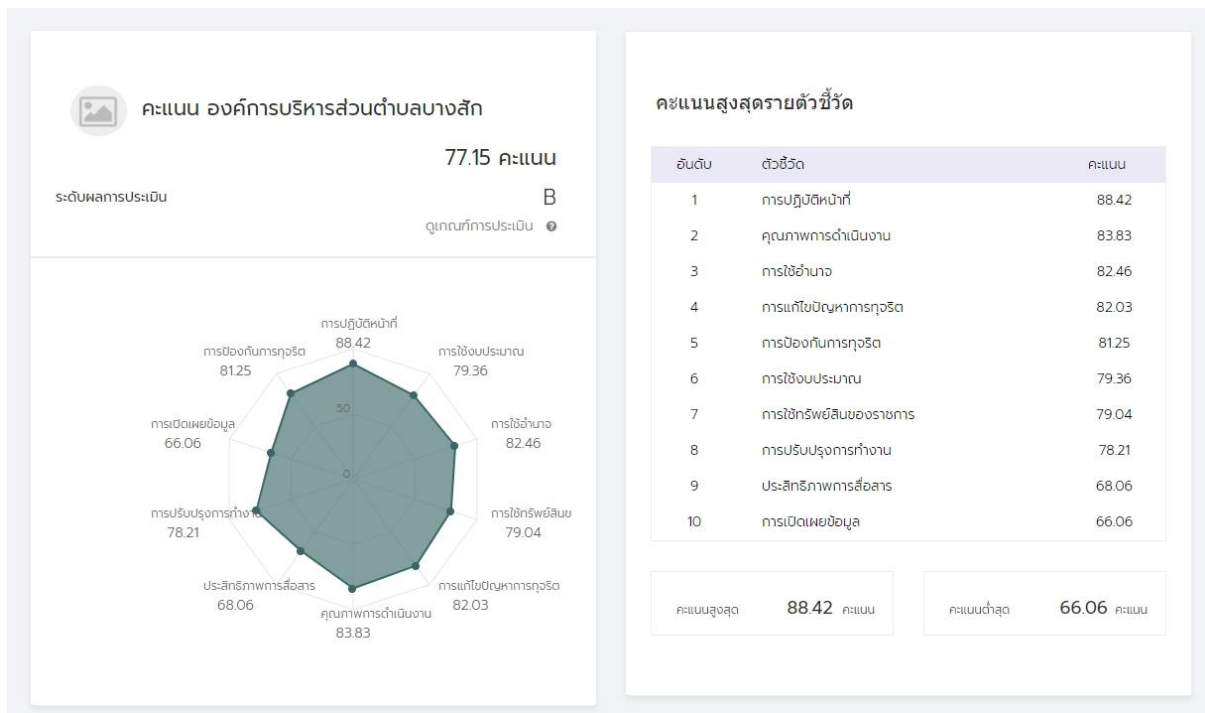 คะแนน องค์การบริหารส่วนตำบลบางสัก
77.15 คะแนน
ระดับผลการประเมิน B
ดูเกณฑ์การประเมิน
การปฏิบัติหน้าที่
88.42
การป้องกันการทุจริต
81.25
การใช้งบประมาณ
79.36
50
การเปิดเผยข้อมูล
66.06
การใช้อำนาจ
82.46
0
การปรับปรุงการทำงาน
78.21
การใช้ทรัพย์สินข
79.04
ประสิทธิภาพการสื่อสาร
68.06
การแก้ไขปัญหาการทุจริต
82.03
คุณภาพการดำเนินงาน
83.83
คะแนนสูงสุดรายตัวชี้วัด
อันดับ ตัวชี้วัด คะแนน
1 การปฏิบัติหน้าที่ 88.42
2 คุณภาพการดำเนินงาน 83.83
3 การใช้อำนาจ 82.46
4 การแก้ไขปัญหาการทุจริต 82.03
5 การป้องกันการทุจริต 81.25
6 การใช้งบประมาณ 79.36
7 การใช้ทรัพย์สินของราชการ 79.04
8 การปรับปรุงการทำงาน 78.21
9 ประสิทธิภาพการสื่อสาร 68.06
10 การเปิดเผยข้อมูล 66.06
คะแนนสูงสุด 88.42 คะแนน คะแนนต่ำสุด 66.06 คะแนน